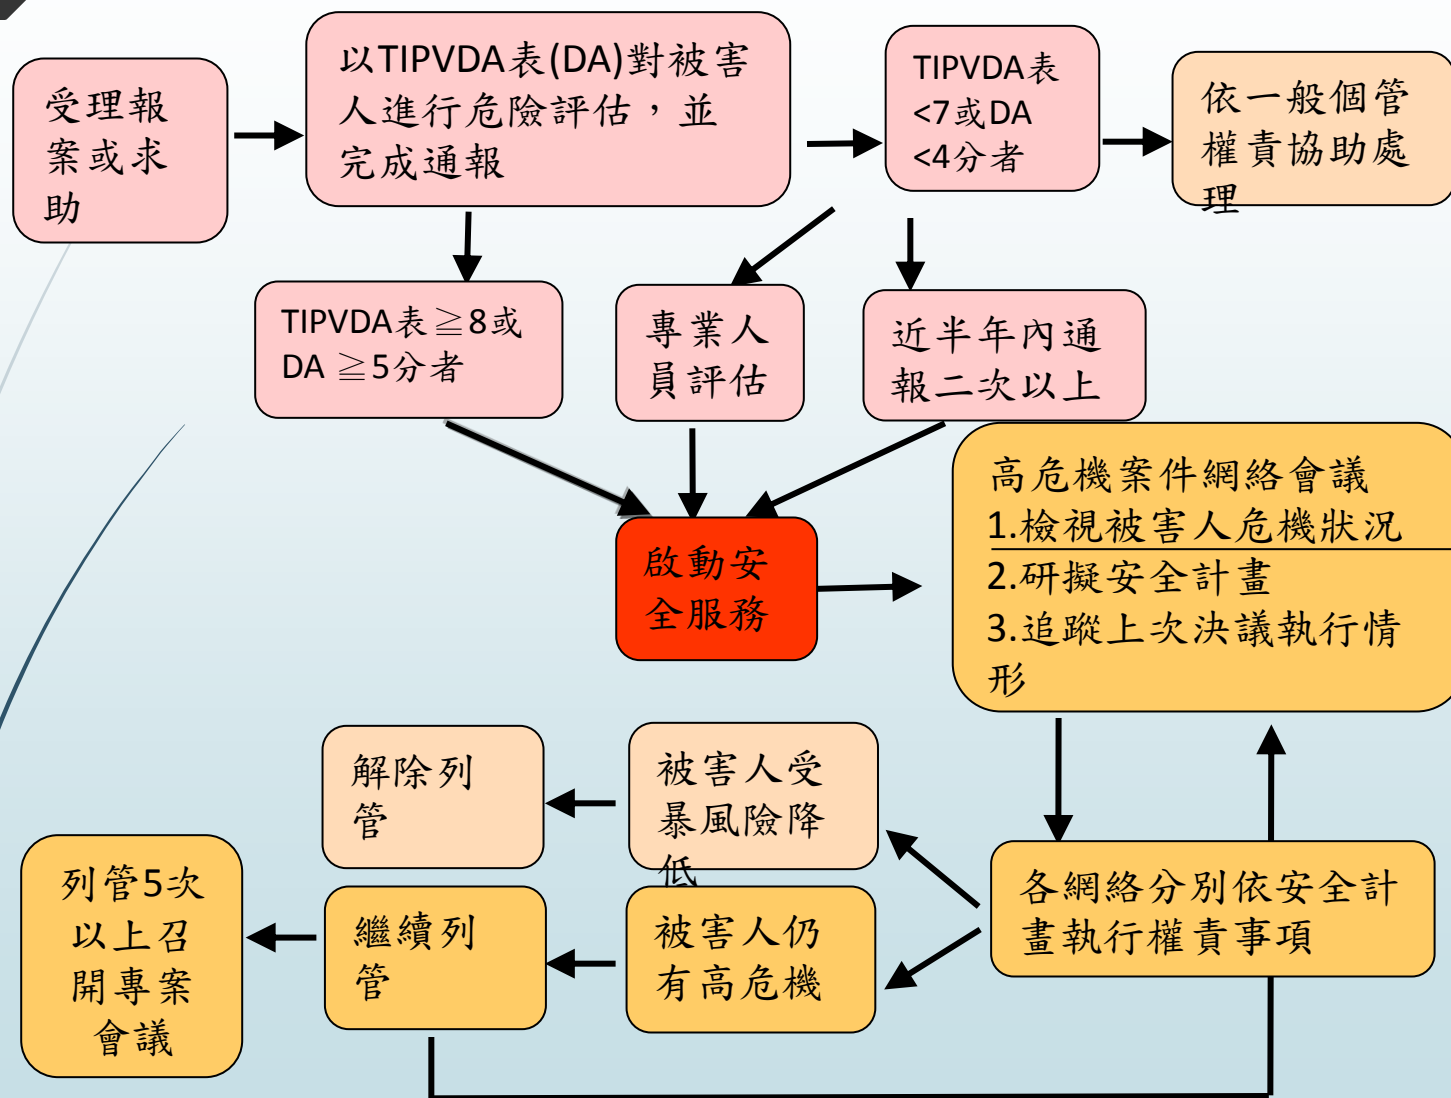 受理報
案或求
助
以TIPVDA表(DA)對被害
人進行危險評估，並
完成通報
TIPVDA表
<7或DA
<4分者
依一般個管
權責協助處
理
TIPVDA表≧8或
DA ≧5分者
專業人
員評估
近半年內通
報二次以上
啟動安
全服務
高危機案件網絡會議
1.檢視被害人危機狀況
2.研擬安全計畫
3.追蹤上次決議執行情
形
解除列
管
被害人受
暴風險降
低
列管5次
以上召
開專案
會議
繼續列
管
被害人仍
有高危機
各網絡分別依安全計
畫執行權責事項